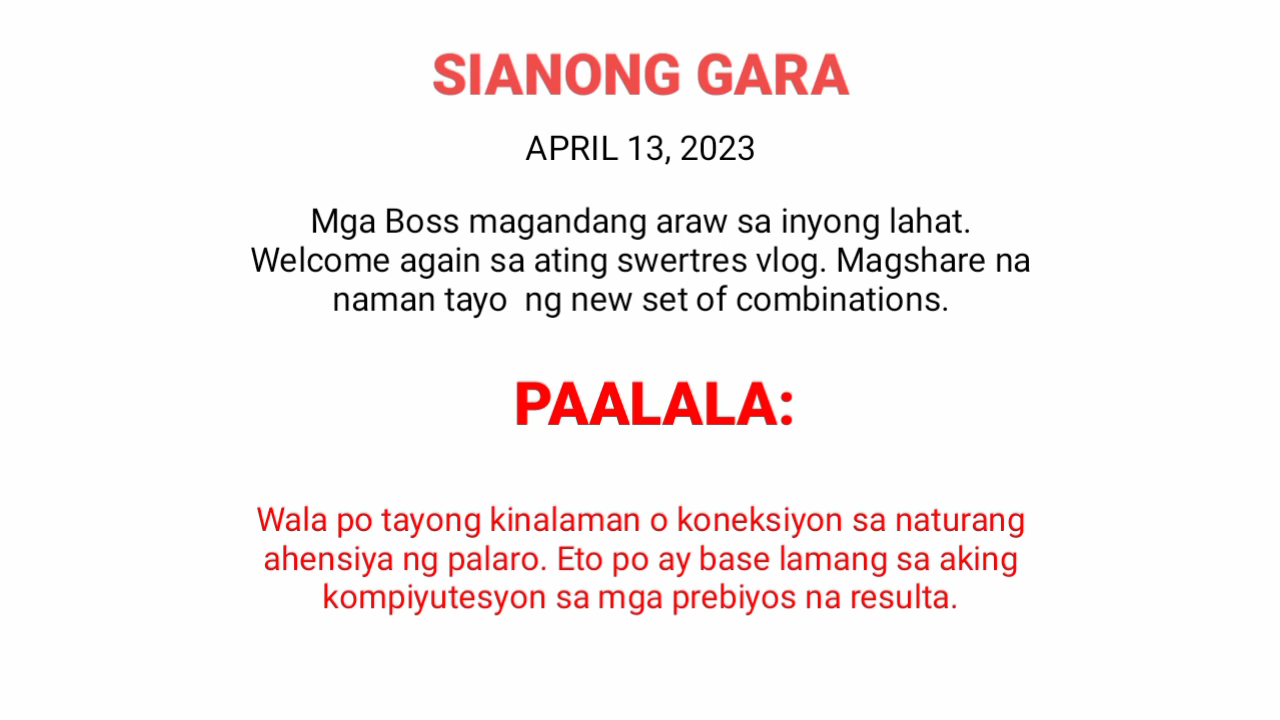 SIANONG GARA
APRIL 13, 2023
Mga Boss magandang araw sa inyong lahat.
Welcome again sa ating swertres vlog. Magshare na
naman tayo  ng new set of combinations.
PAALALA:
Wala po tayong kinalaman o koneksiyon sa naturang
ahensiya ng palaro. Eto po ay base lamang sa aking
kompiyutesyon sa mga prebiyos na resulta.